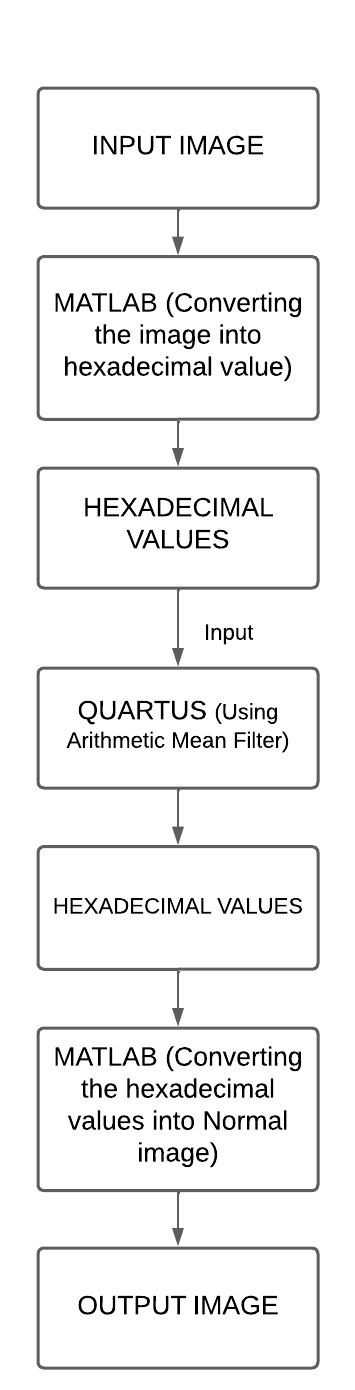 INPUT IMAGE
MATLAB (Converting
the image into
hexadecimal value)
HEXADECIMAL
VALUES
Input
QUARTUS (Using
Arithmetic Mean Filter)
HEXADECIMAL VALUES
MATLAB (Converting
the hexadecimal
values into Normal
image)
OUTPUT IMAGE